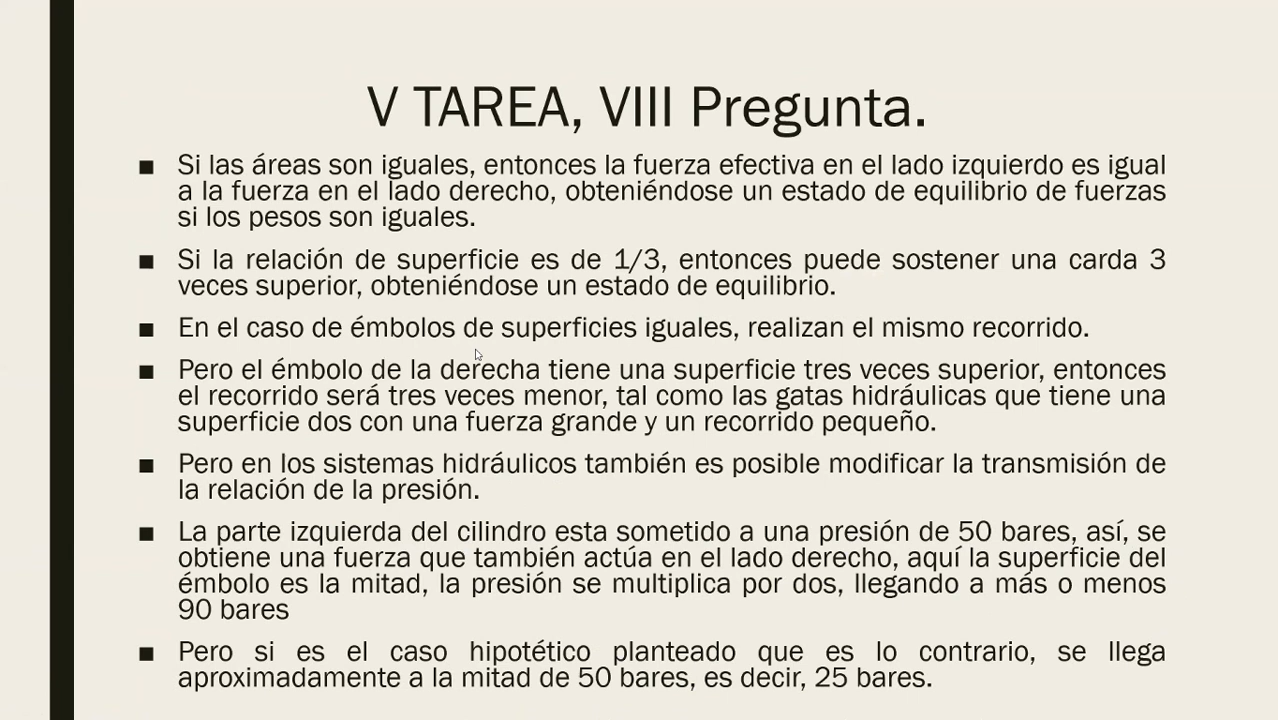 V TAREA, VIII Pregunta.
■ Si las áreas son iguales, entonces la fuerza efectiva en el lado izquierdo es igual
a la fuerza en el lado derecho, obteniéndose un estado de equilibrio de fuerzas
si los pesos son iguales.
■ Si la relación de superficie es de 1/3, entonces puede sostener una carda 3
veces superior, obteniéndose un estado de equilibrio.
■ En el caso de émbolos de superficies iguales, realizan el mismo recorrido.
■ Pero el émbolo de la derecha tiene una superficie tres veces superior, entonces
el recorrido será tres veces menor, tal como las gatas hidráulicas que tiene una
superficie dos con una fuerza grande y un recorrido pequeño.
■ Pero en los sistemas hidráulicos también es posible modificar la transmisión de
la relación de la presión.
■ La parte izquierda del cilindro esta sometido a una presión de 50 bares, así, se
obtiene una fuerza que también actúa en el lado derecho, aquí la superficie del
émbolo es la mitad, la presión se multiplica por dos, llegando a más o menos
90 bares
■ Pero si es el caso hipotético planteado que es lo contrario, se llega
aproximadamente a la mitad de 50 bares, es decir, 25 bares.